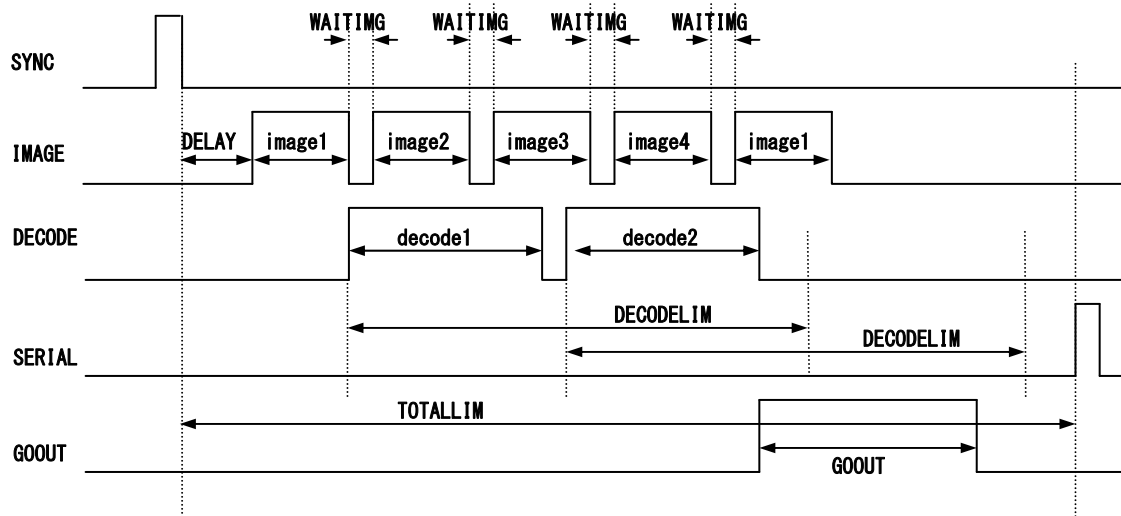 WAITIMG WAITIMG WAITIMG WAITIMG
SYNC
IMAGE DELAY image1 image2 image3 image4 image1
DECODE decode1 decode2
DECODELIM
DECODELIM
SERIAL
TOTALLIM
GOOUT
GOOUT